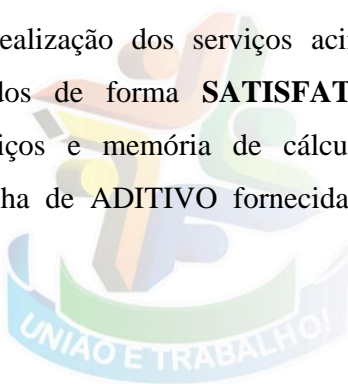 ealização dos serviços aci
dos de forma SATISFAT
iços e memória de cálcu
ha de ADITIVO fornecida
UNIÃO E TRABALHO!